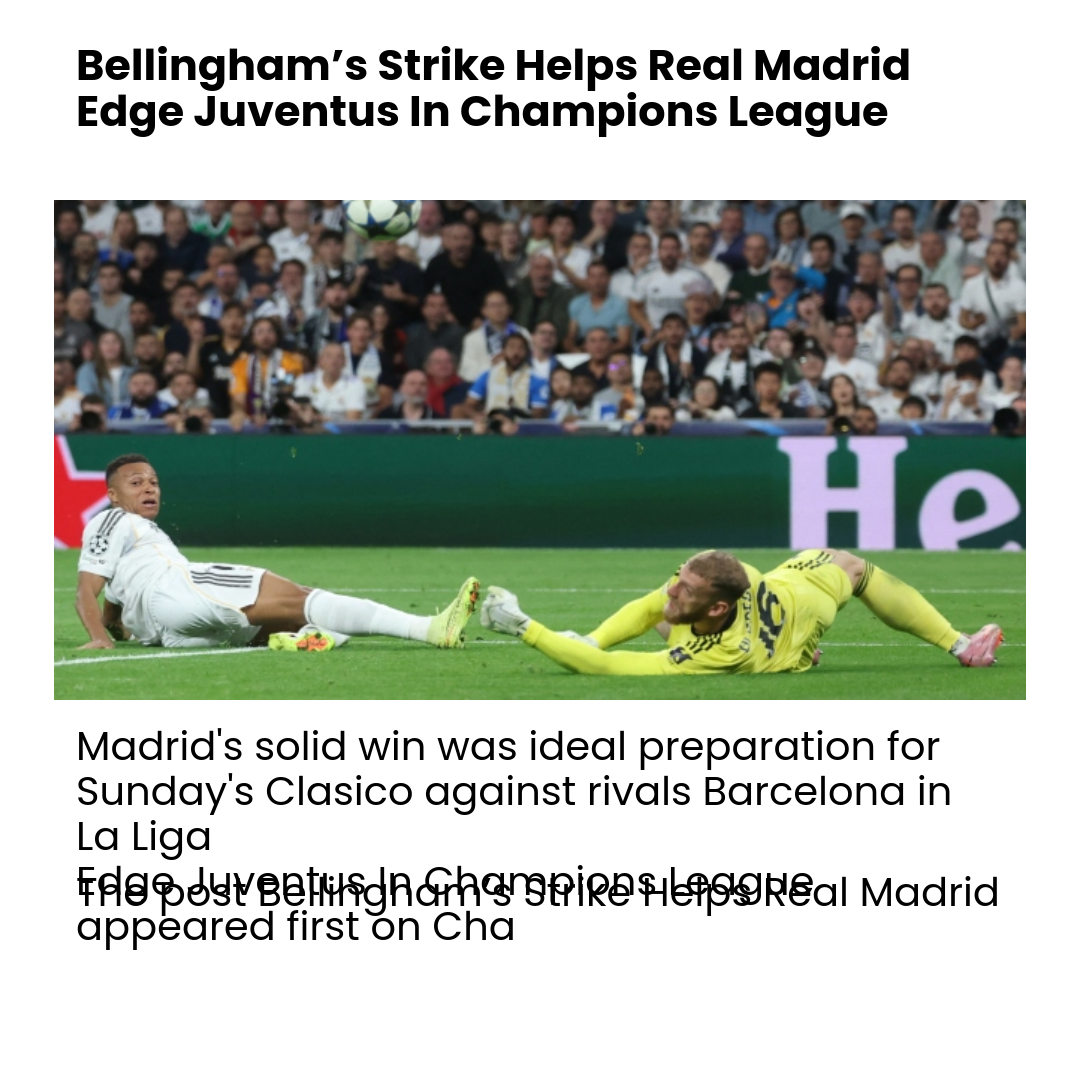 Bellingham’s Strike Helps Real Madrid
Edge Juventus In Champions League
He
16
Madrid's solid win was ideal preparation for
Sunday's Clasico against rivals Barcelona in
La Liga
The post Bellingham’s Strike Helps Real Madrid
Edge Juventus In Champions League
appeared first on Cha